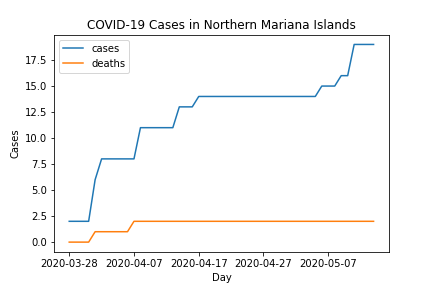 COVID-19 Cases in Northern Mariana Islands
cases
deaths
17.5
15.0
12.5
10.0
7.5
5.0
2.5
0.0
Cases
2020-03-28 2020-04-07 2020-04-17 2020-04-27 2020-05-07
Day